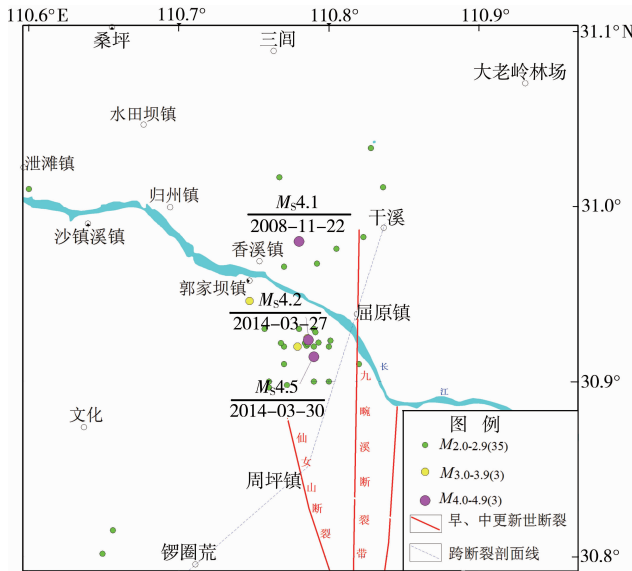 110.6°E
110.7°
110.8°
110.9°
31.1°N
桑坪
三闾
大老岭林场
水田坝镇
泄滩镇
归州镇
31.0°
M_S4.1
2008-11-22
干溪
沙镇溪镇
香溪镇
郭家坝镇
M_S4.2
2014-03-27
屈原镇
长
江
M_S4.5
2014-03-30
30.9°
九畹溪断裂带
文化
仙女山断裂
周坪镇
锣圈荒
图 例
M2.0-2.9(35)
M3.0-3.9(3)
M4.0-4.9(3)
早、中更新世断裂
跨断裂剖面线
30.8°